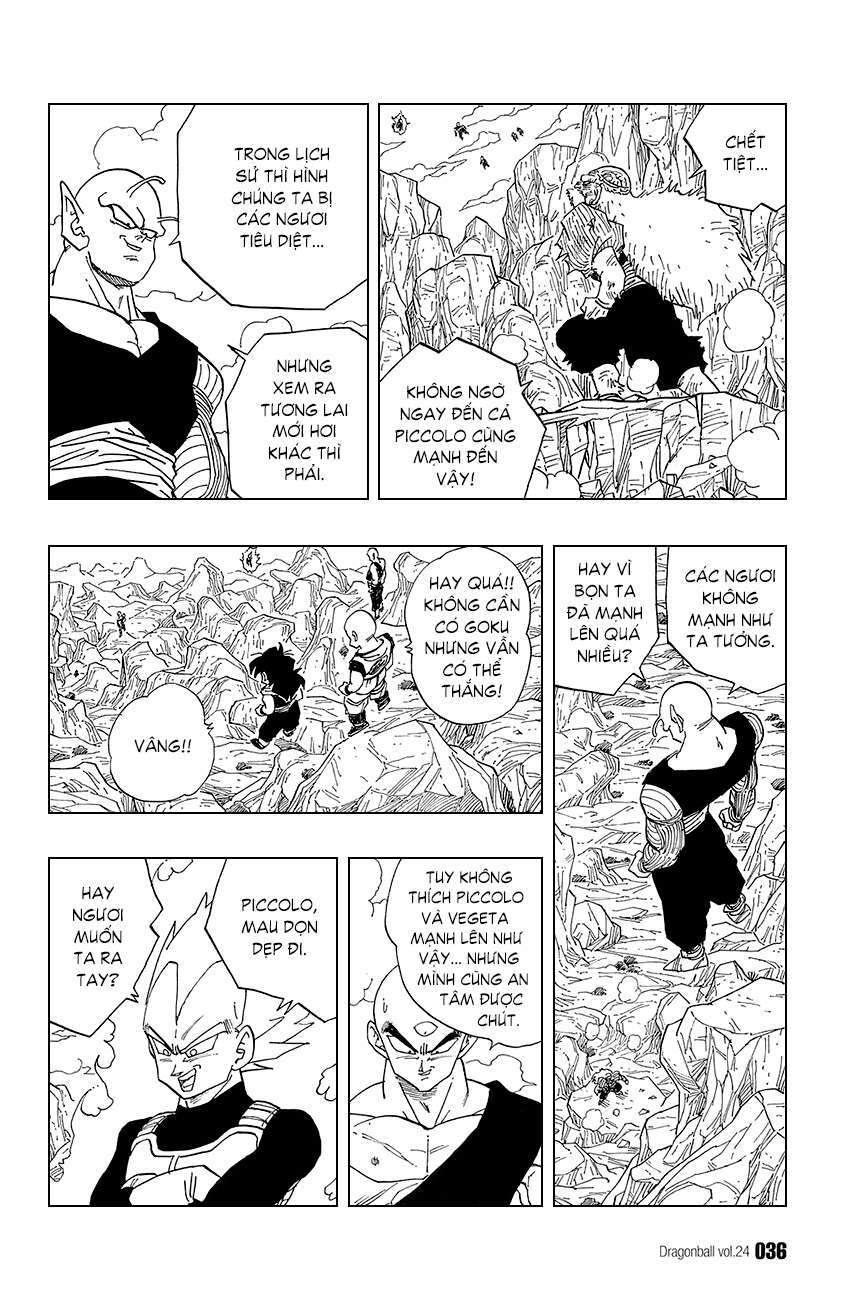 CHẾT
TIỆT...
KHÔNG NGỜ
NGAY ĐẾN CẢ
PICCOLO CŨNG
MẠNH ĐẾN
VẬY!
TRONG LỊCH
SỬ THÌ HÌNH
CHÚNG TA BỊ
CÁC NGƯƠI
TIÊU DIỆT...
NHƯNG
XEM RA
TƯƠNG LAI
MỚI HƠI
KHÁC THÌ
PHẢI.
CÁC NGƯƠI
KHÔNG
MẠNH NHƯ
TA TƯỞNG.
HAY VÌ
BỌN TA
ĐÃ MẠNH
LÊN QUÁ
NHIỀU?
HAY QUÁ!!
KHÔNG CẦN
CÓ GOKU
NHƯNG VẪN
CÓ THỂ
THẮNG!
VÂNG!!
TUY KHÔNG
THÍCH PICCOLO
VÀ VEGETA
MẠNH LÊN NHƯ
VẬY... NHƯNG
MÌNH CŨNG AN
TÂM ĐƯỢC
CHÚT.
PICCOLO,
MAU DỌN
DẸP ĐI.
HAY
NGƯƠI
MUỐN
TA RA
TAY?
Dragonball vol.24 036